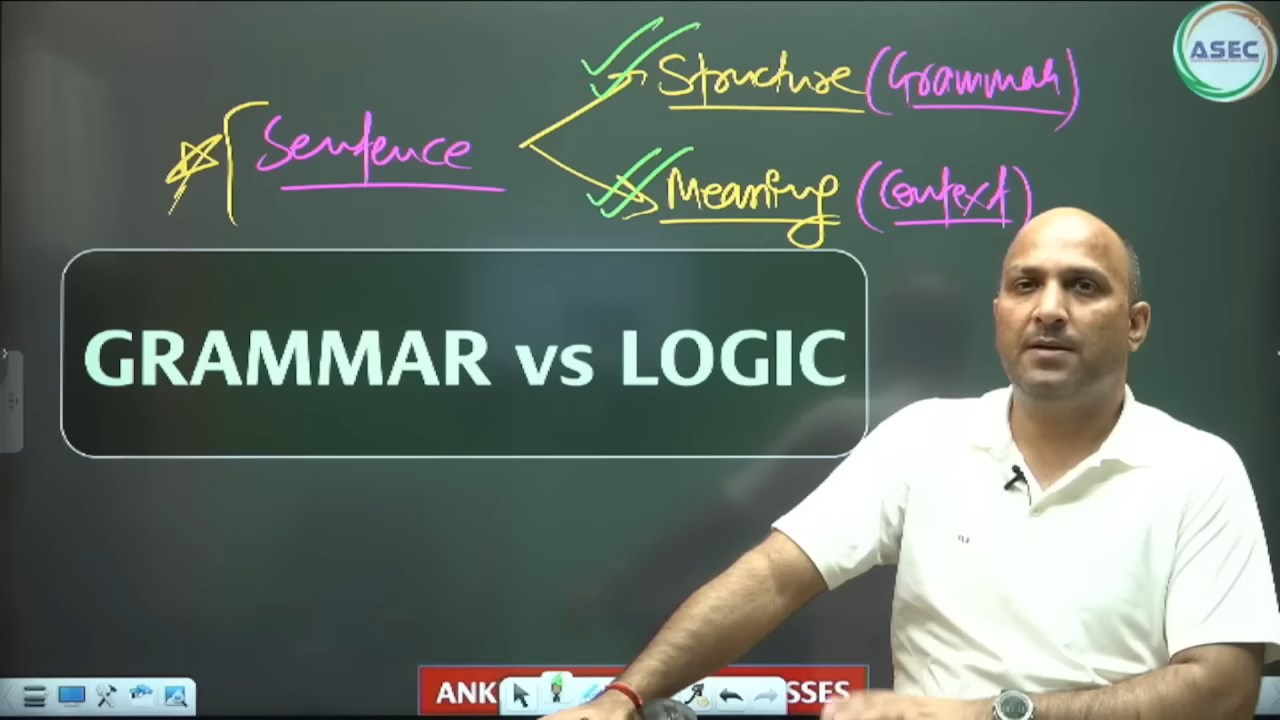 Structure (Grammar)
Sentence
Meaning (Context)
ASEC
GRAMMAR vs LOGIC
ANK
SSES